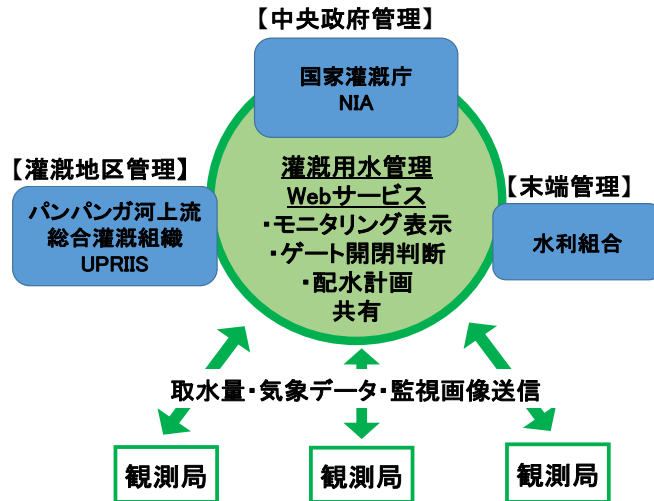 【中央政府管理】
国家灌漑庁
NIA
【灌漑地区管理】
パンパンガ河上流
総合灌漑組織
UPRIIS
灌漑用水管理
Webサービス
・モニタリング表示
・ゲート開閉判断
・配水計画
共有
【末端管理】
水利組合
取水量・気象データ・監視画像送信
観測局
観測局
観測局